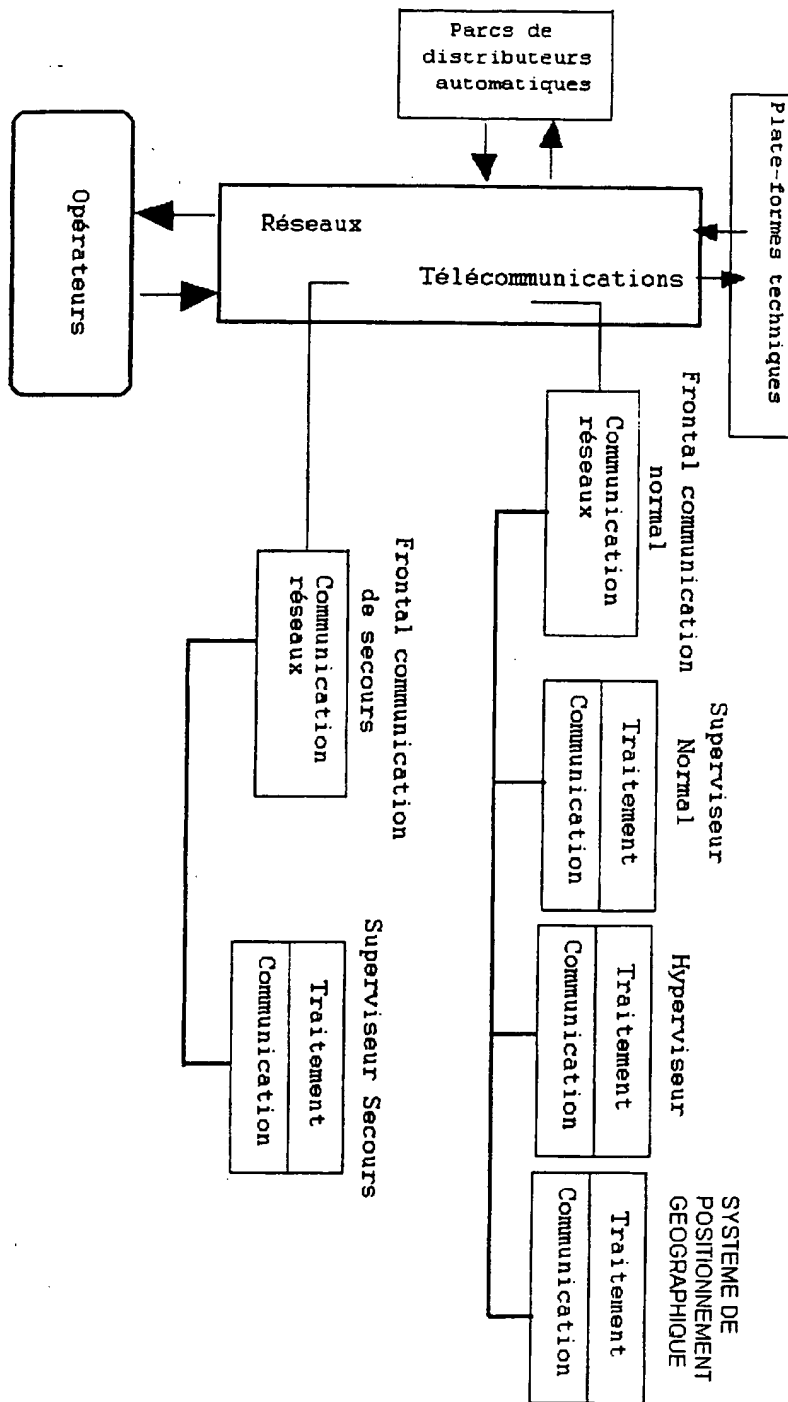 Parcs de
distributeurs
automatiques
Plate-formes techniques
Opérateurs
Réseaux
Télécommunications
Frontal communication
normal
Communication
réseaux
Frontal communication
de secours
Communication
réseaux
Superviseur
Normal
Traitement
Communication
Hyperviseur
Traitement
Communication
SYSTEME DE
POSITIONNEMENT
GEOGRAPHIQUE
Traitement
Communication
Superviseur Secours
Traitement
Communication